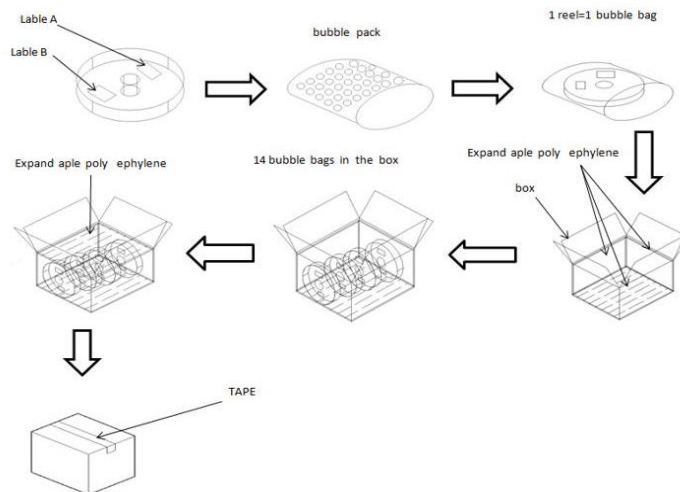 Lable A
Lable B
bubble pack
1 reel=1 bubble bag
Expand aple poly ephylene
14 bubble bags in the box
Expand aple poly ephylene
box
TAPE